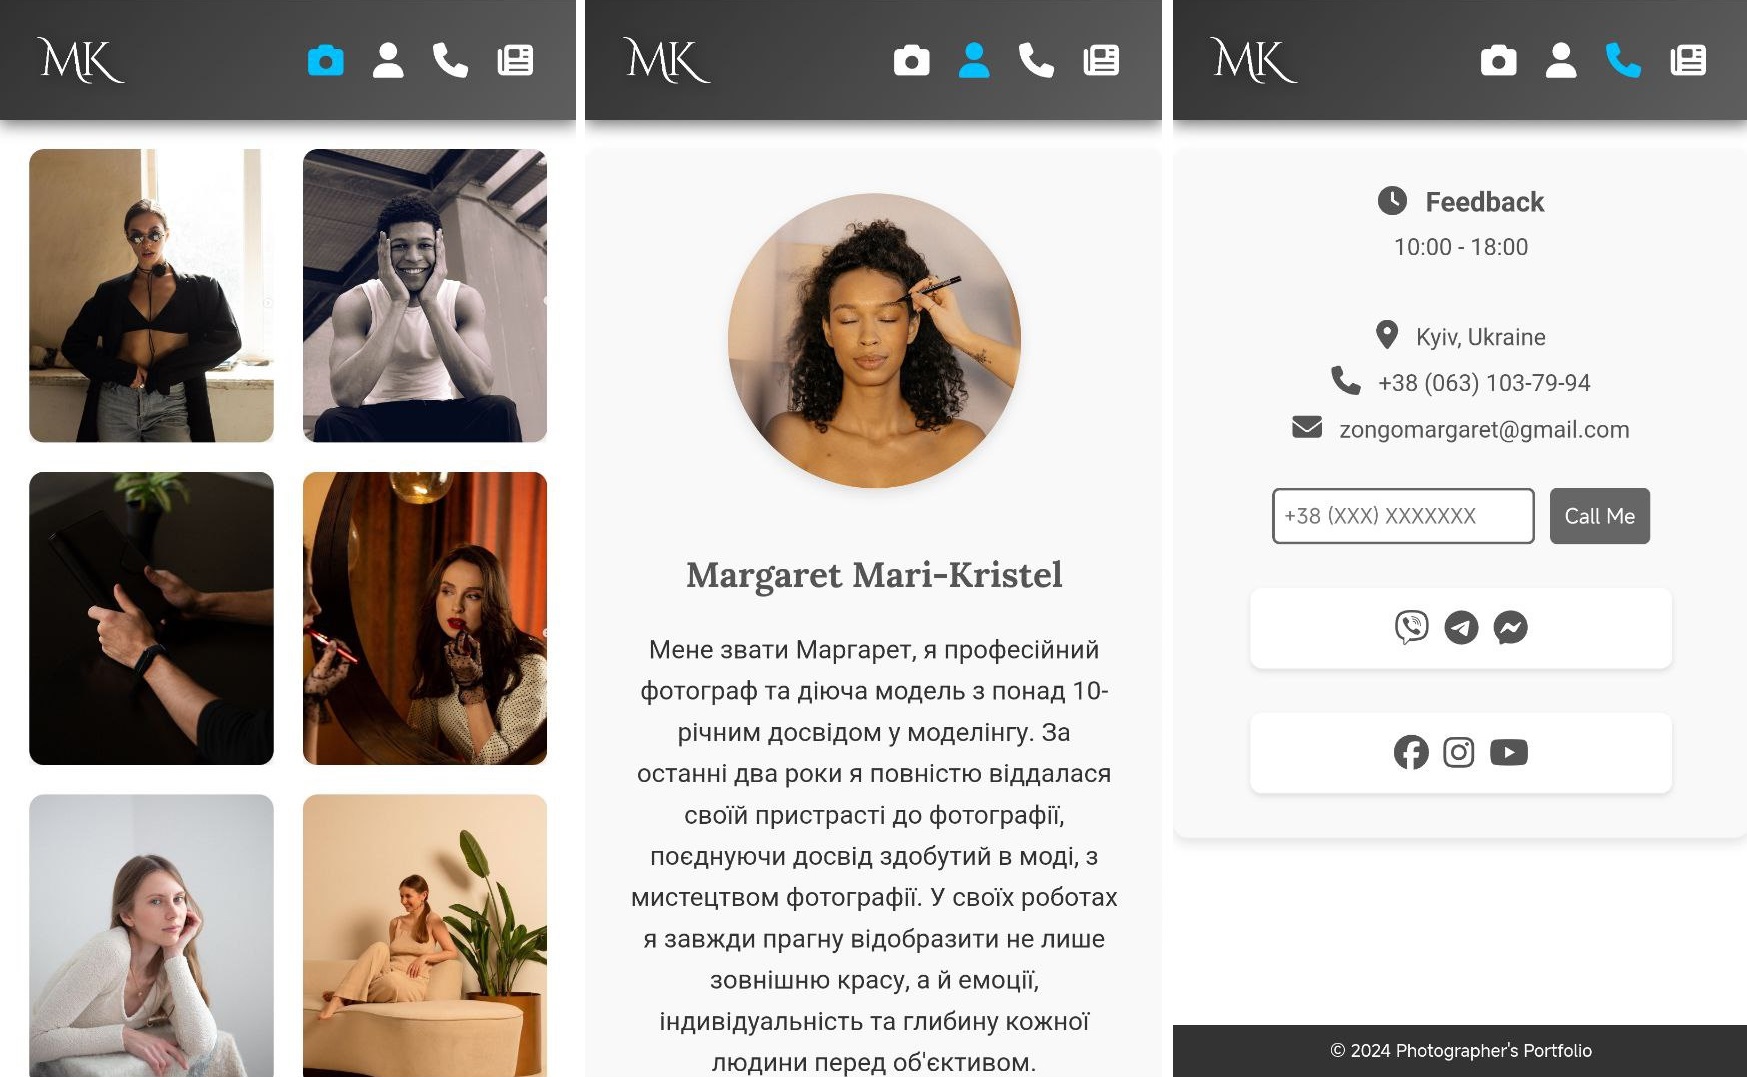 MK
MK
Margaret Mari-Kristel
Мене звати Маргарет, я професійний
фотограф та діюча модель з понад 10-
річним досвідом у моделінгу. За
останні два роки я повністю віддалася
своїй пристрасті до фотографії,
поєднуючи досвід здобутий в моді, з
мистецтвом фотографії. У своїх роботах
я завжди прагну відобразити не лише
зовнішню красу, а й емоції,
індивідуальність та глибину кожної
людини перед об'єктивом.
MK
Feedback
10:00 - 18:00
Kyiv, Ukraine
+38 (063) 103-79-94
zongomargaret@gmail.com
+38 (XXX) XXXXXXX
Call Me
© 2024 Photographer's Portfolio